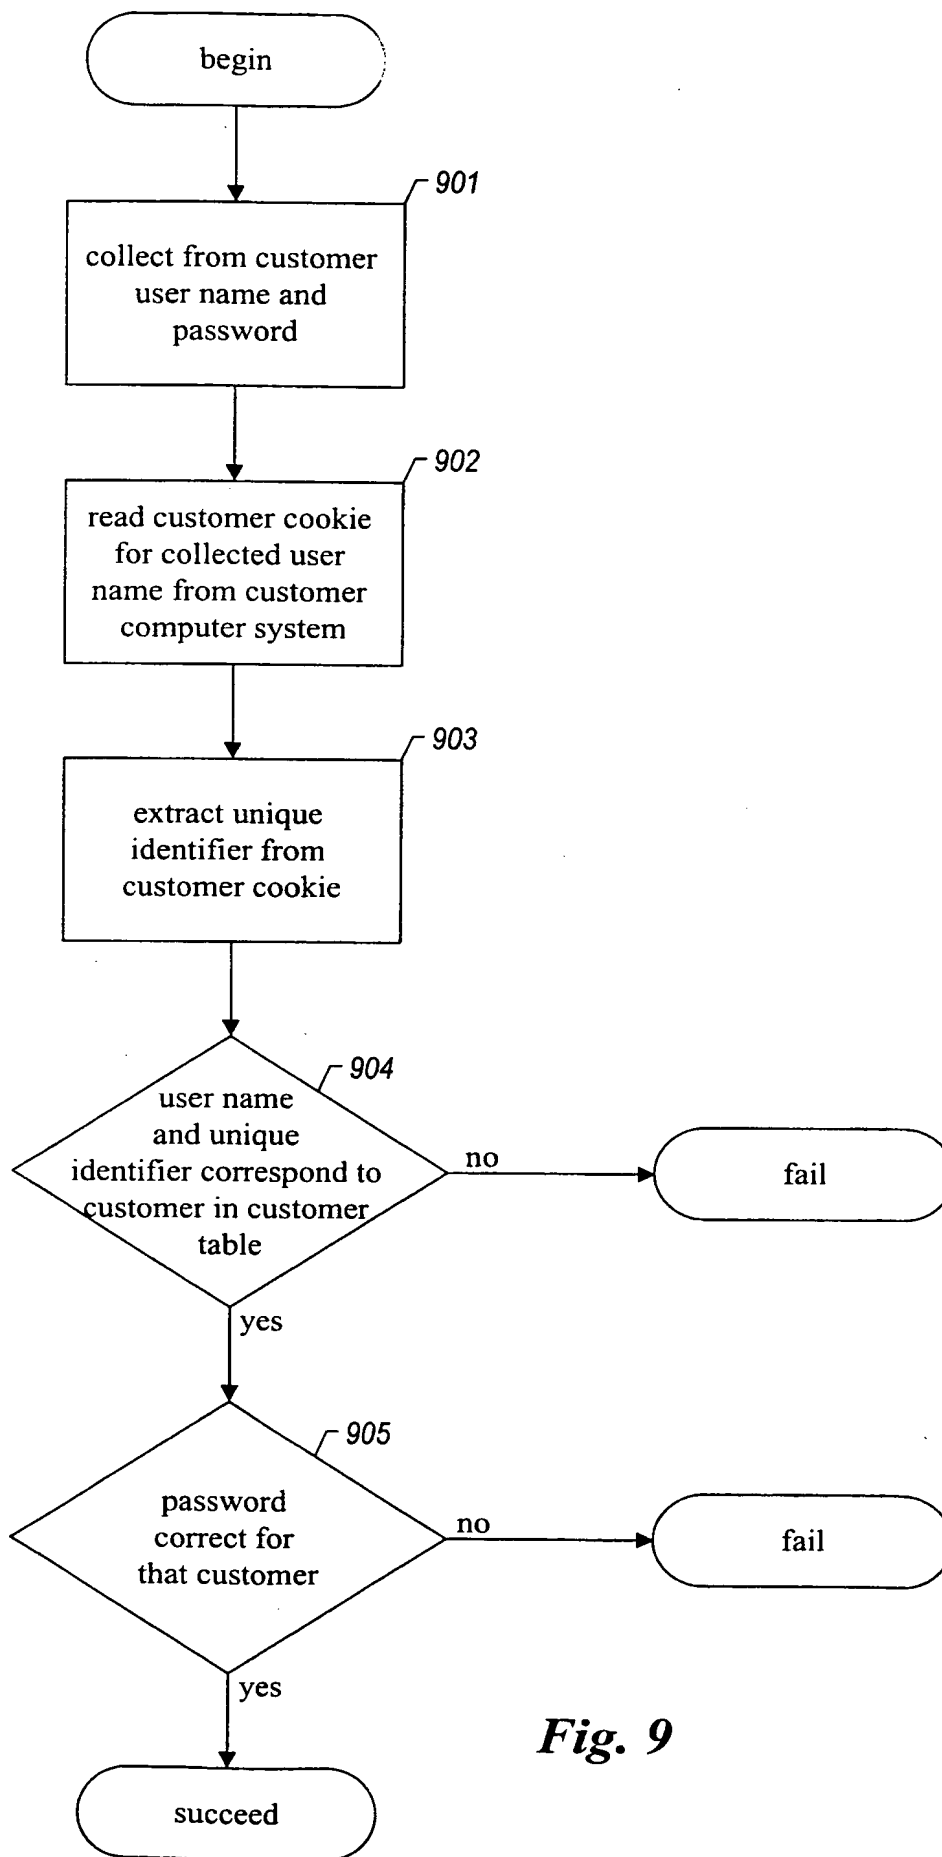 begin
901
collect from customer
user name and
password
902
read customer cookie
for collected user
name from customer
computer system
903
extract unique
identifier from
customer cookie
904
user name
and unique
identifier correspond to
customer in customer
table
no
fail
yes
905
password
correct for
that customer
no
fail
yes
succeed
Fig. 9